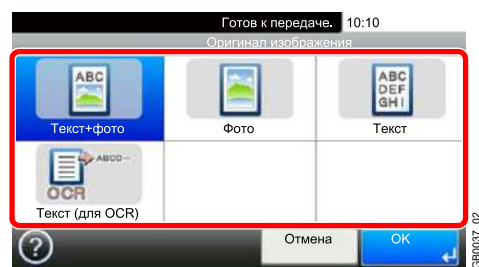 Готов к передаче. 10:10
Оригинал изображения
ABC
ABC
DEF
GHI
Текст+фото Фото Текст
ABCD--
OCR
Текст (для OCR)
? Отмена OK
GB0037_02